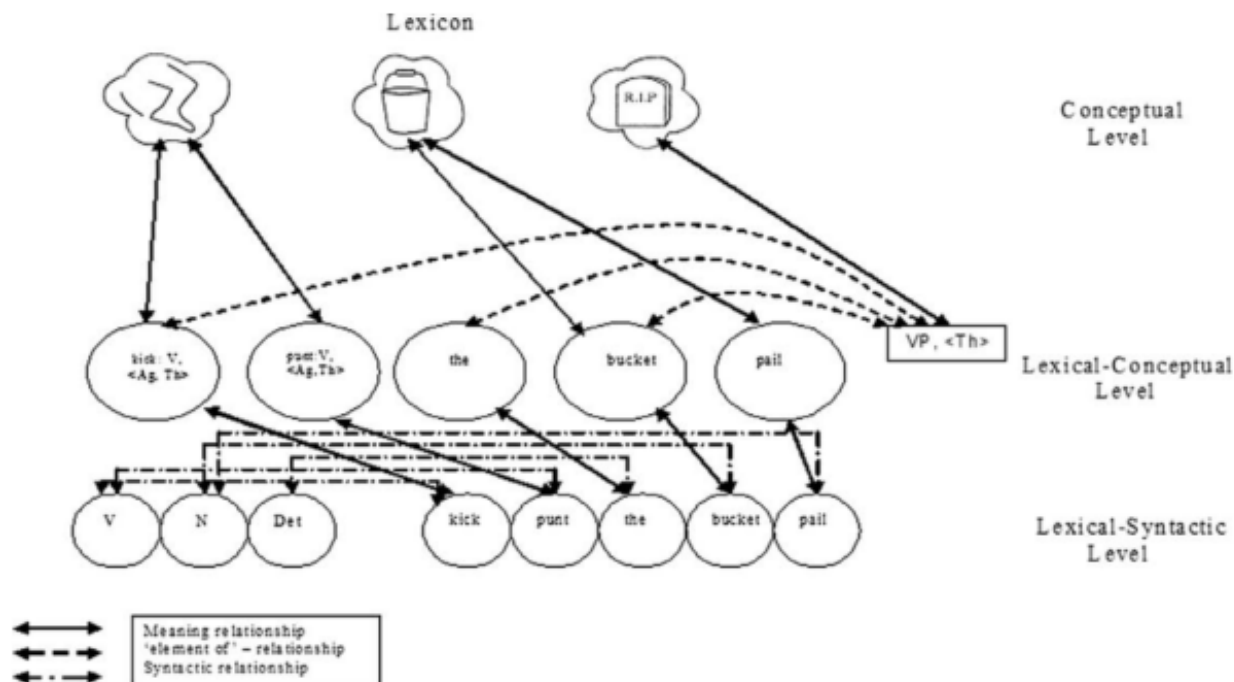 Lexicon
R.I.P
Conceptual
Level
kick: V,
<Ag, Th>
punt: V,
<Ag,Th>
the
bucket
pail
VP, <Th>
Lexical-Conceptual
Level
V
N
Det
kick
punt
the
bucket
pail
Lexical-Syntactic
Level
Meaning relationship
'element of' – relationship
Syntactic relationship